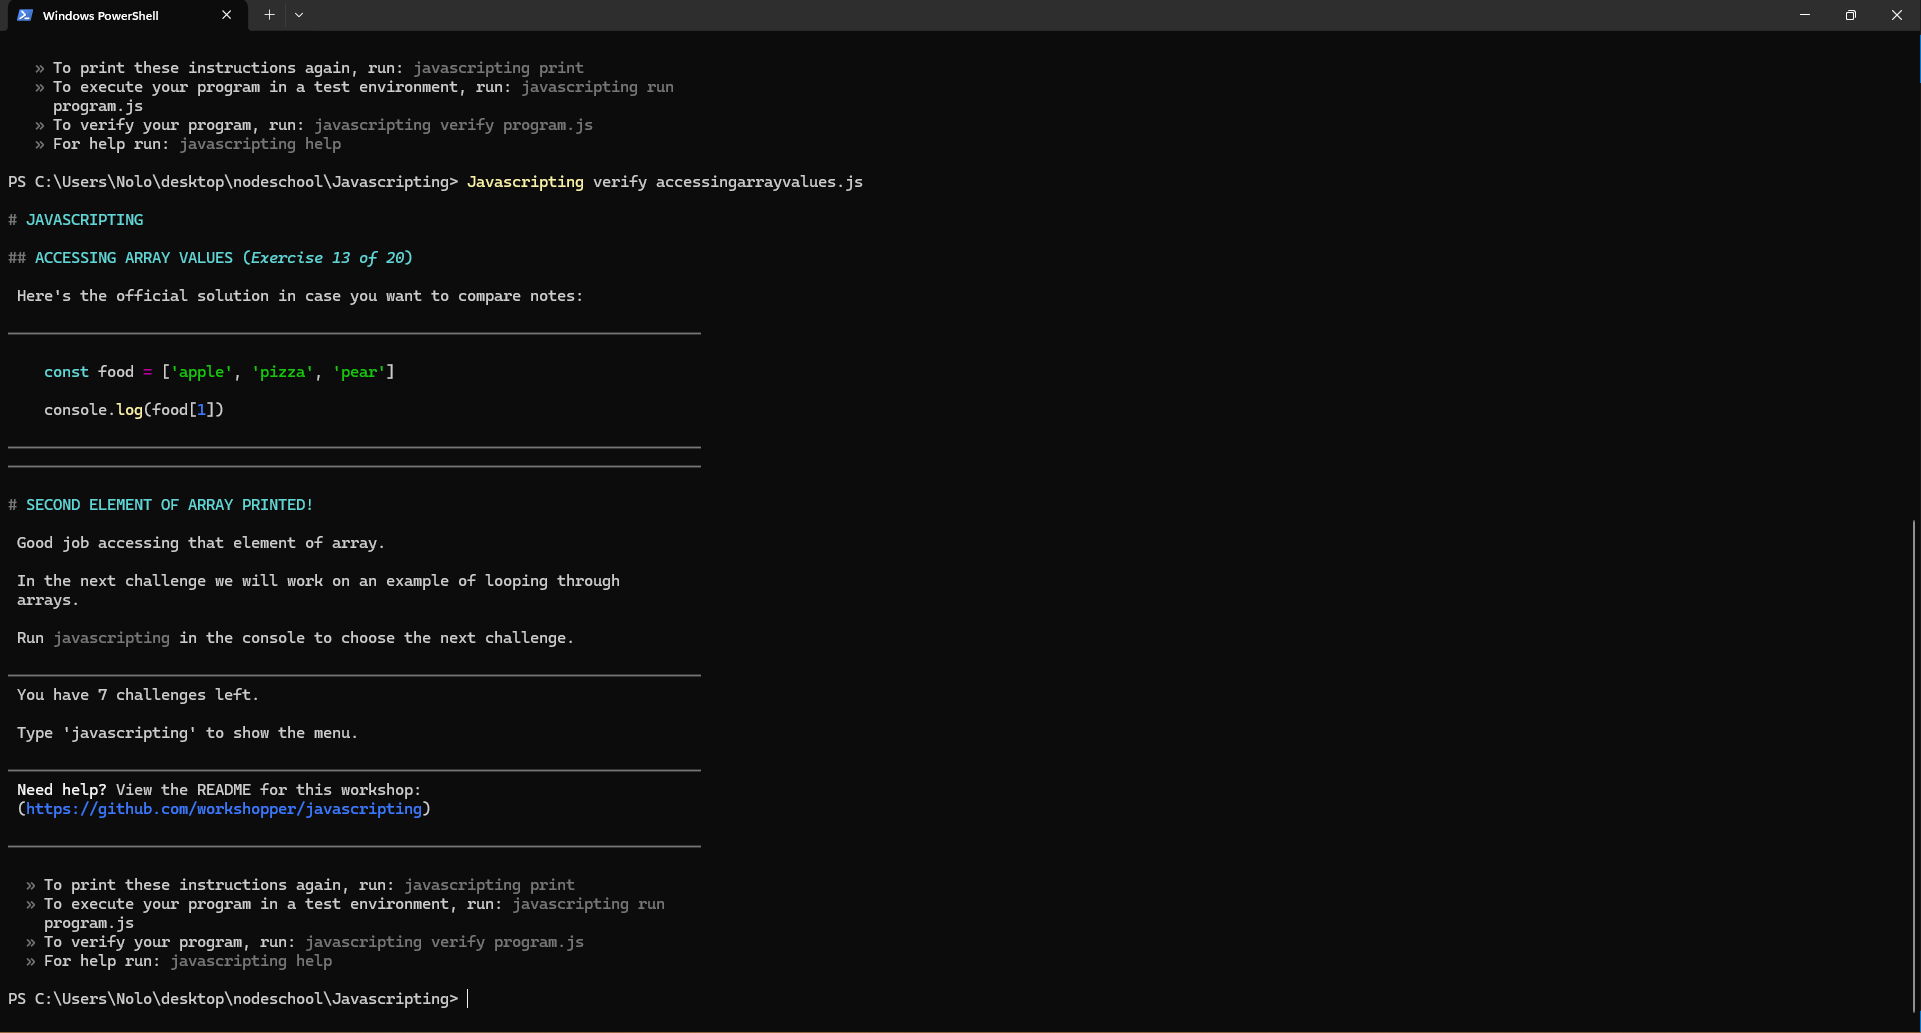 Windows PowerShell
» To print these instructions again, run: javascripting print
» To execute your program in a test environment, run: javascripting run
program.js
» To verify your program, run: javascripting verify program.js
» For help run: javascripting help
PS C:\Users\Nolo\desktop\nodeschool\Javascripting> Javascripting verify accessingarrayvalues.js
# JAVASCRIPTING
## ACCESSING ARRAY VALUES (Exercise 13 of 20)
Here's the official solution in case you want to compare notes:
const food = ['apple', 'pizza', 'pear']
console.log(food[1])
# SECOND ELEMENT OF ARRAY PRINTED!
Good job accessing that element of array.
In the next challenge we will work on an example of looping through
arrays.
Run javascripting in the console to choose the next challenge.
You have 7 challenges left.
Type 'javascripting' to show the menu.
Need help? View the README for this workshop:
(https://github.com/workshopper/javascripting)
» To print these instructions again, run: javascripting print
» To execute your program in a test environment, run: javascripting run
program.js
» To verify your program, run: javascripting verify program.js
» For help run: javascripting help
PS C:\Users\Nolo\desktop\nodeschool\Javascripting>